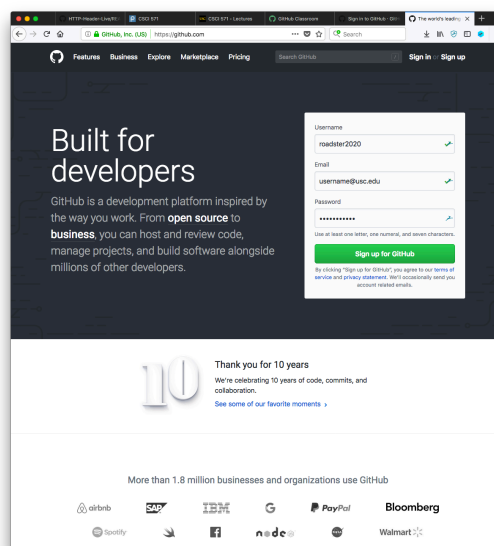 HTTP-Header-Live/RE
CSCI 571
CSCI 571 - Lectures
GitHub Classroom
Sign in to GitHub · Gith
The world's leading
GitHub, Inc. (US)
https://github.com
Search
Features Business Explore Marketplace Pricing
Search GitHub
Sign in or Sign up
Built for
developers
GitHub is a development platform inspired by
the way you work. From open source to
business, you can host and review code,
manage projects, and build software alongside
millions of other developers.
Username
roadster2020
Email
username@usc.edu
Password
•••••••••••
Use at least one letter, one numeral, and seven characters.
Sign up for GitHub
By clicking "Sign up for GitHub", you agree to our terms of
service and privacy statement. We'll occasionally send you
account related emails.
10
Thank you for 10 years
We're celebrating 10 years of code, commits, and
collaboration.
See some of our favorite moments ›
More than 1.8 million businesses and organizations use GitHub
airbnb SAP IBM G PayPal Bloomberg
Spotify f node Walmart